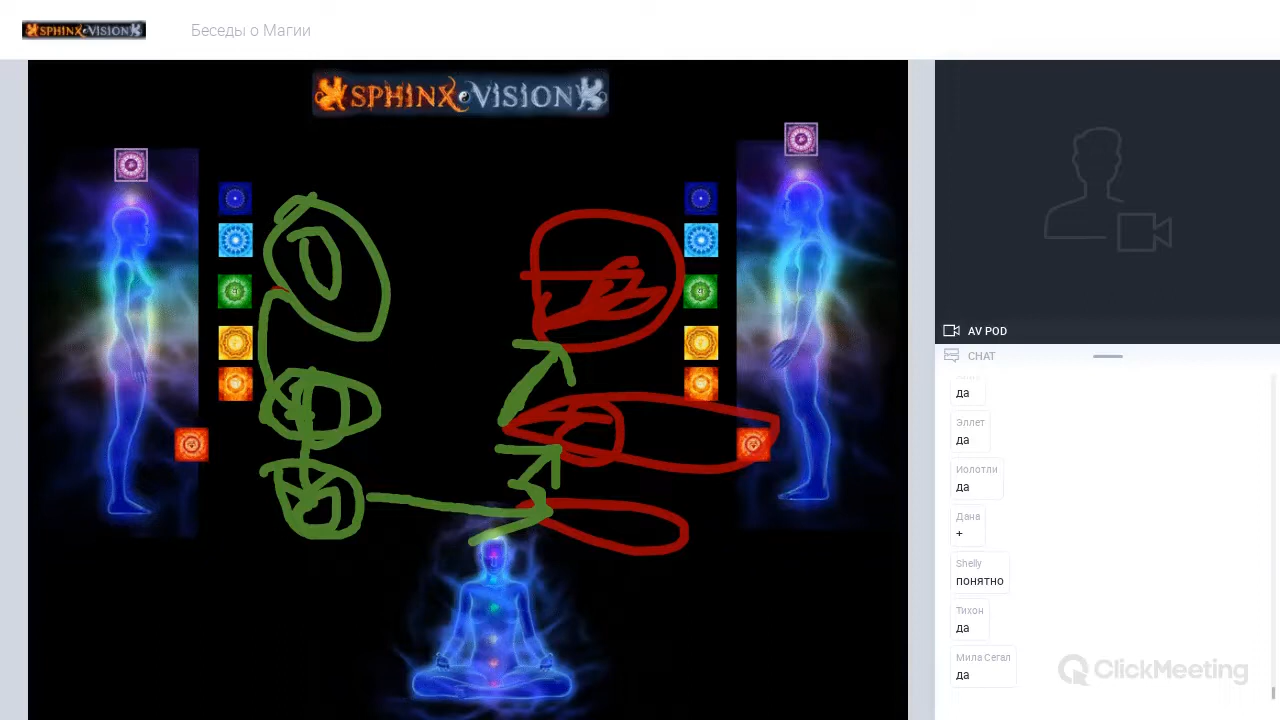 SPHINX VISION
Беседы о Магии
SPHINX VISION
AV POD
CHAT
да
Эллет
да
Иолотли
да
Дана
+
Shelly
понятно
Тихон
да
Мила Сегал
да
ClickMeeting